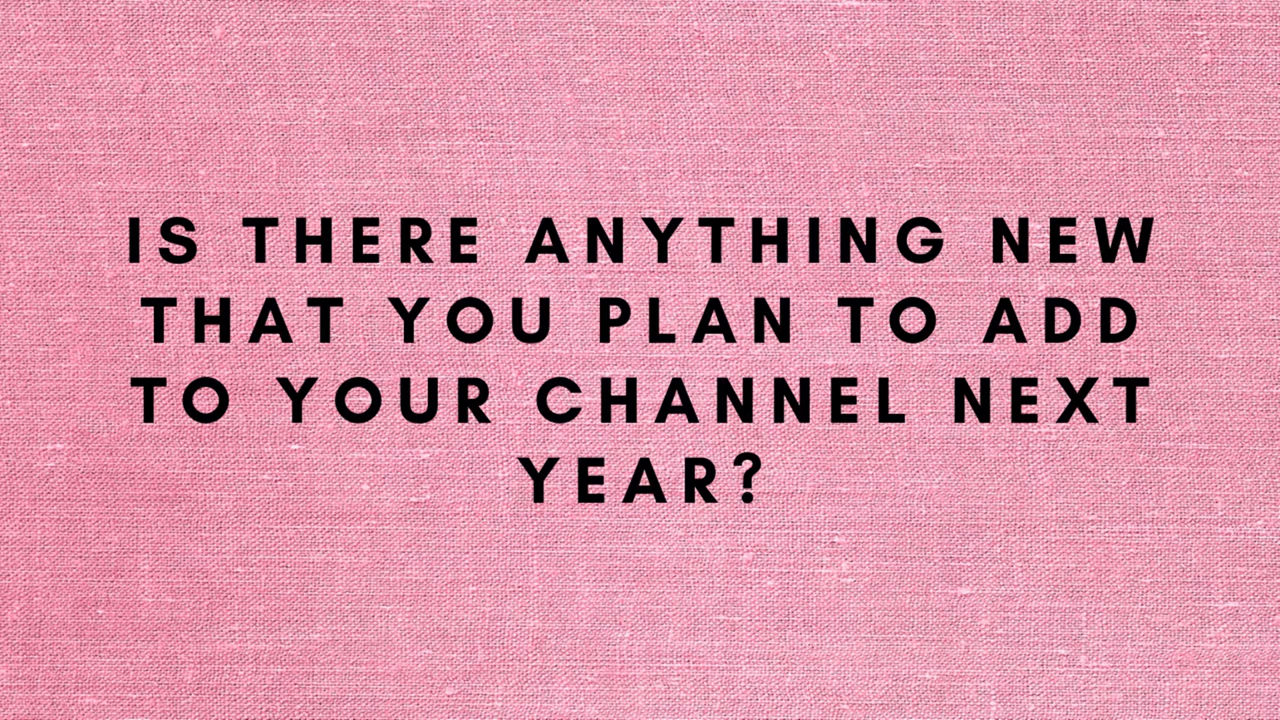 IS THERE ANYTHING NEW
THAT YOU PLAN TO ADD
TO YOUR CHANNEL NEXT
YEAR?